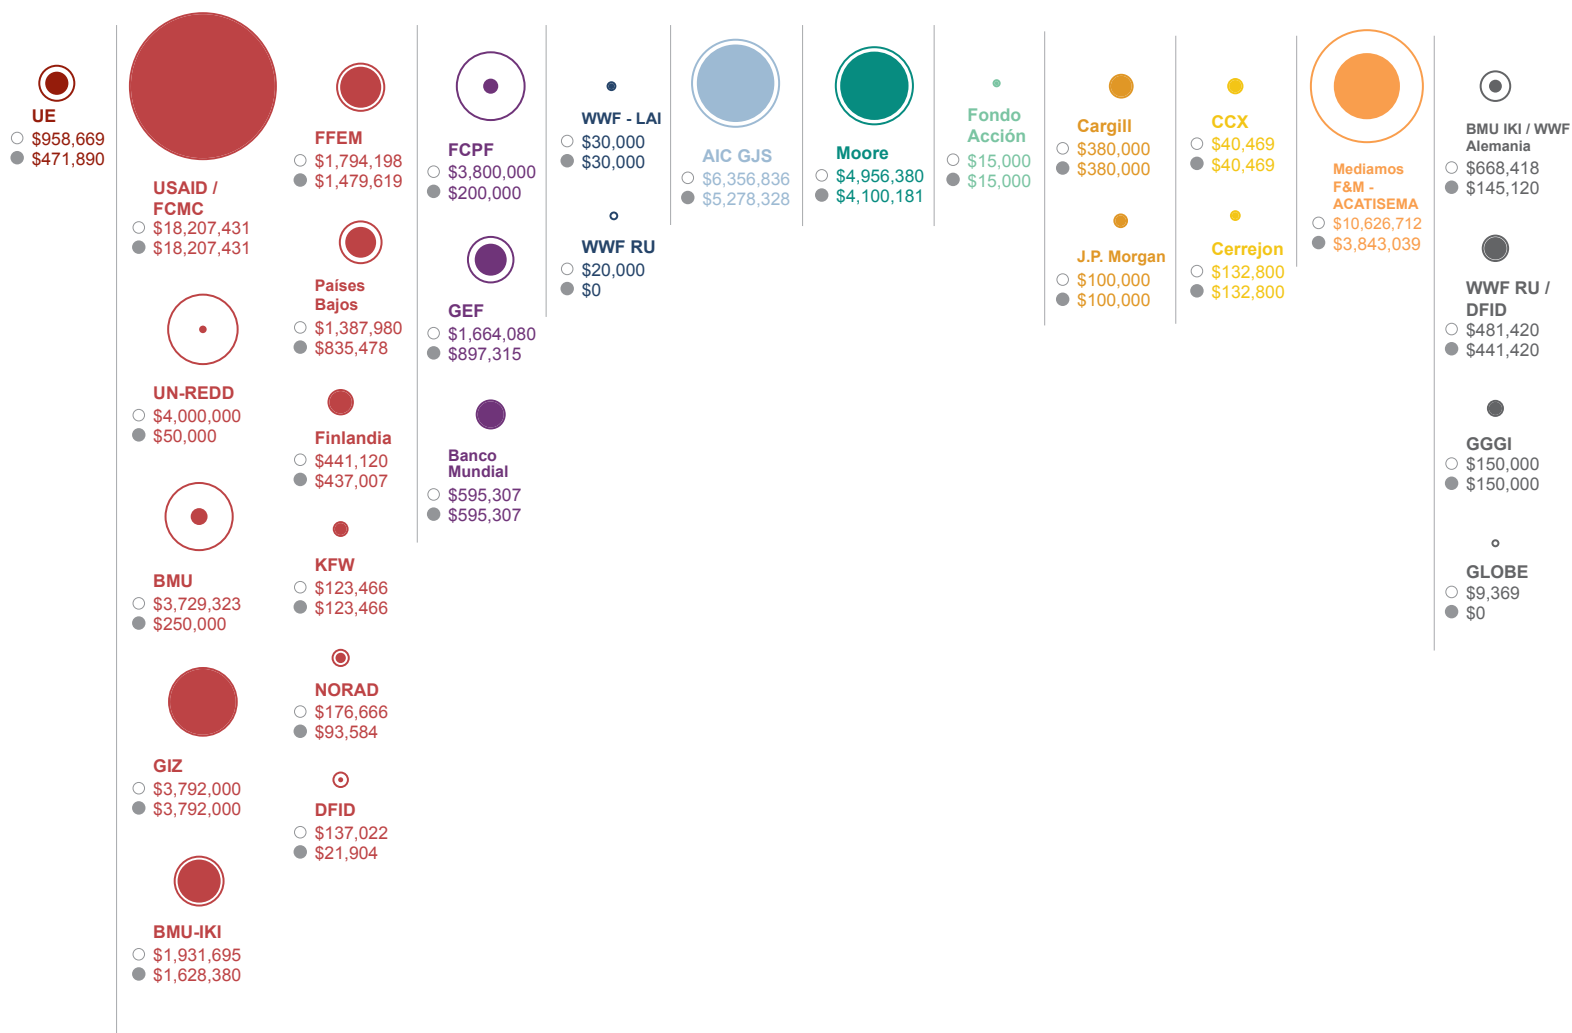 UE
$958,669
$471,890
USAID /
FCMC
$18,207,431
$18,207,431
UN-REDD
$4,000,000
$50,000
BMU
$3,729,323
$250,000
GIZ
$3,792,000
$3,792,000
BMU-IKI
$1,931,695
$1,628,380
FFEM
$1,794,198
$1,479,619
Países
Bajos
$1,387,980
$835,478
Finlandia
$441,120
$437,007
KFW
$123,466
$123,466
NORAD
$176,666
$93,584
DFID
$137,022
$21,904
FCPF
$3,800,000
$200,000
GEF
$1,664,080
$897,315
Banco
Mundial
$595,307
$595,307
WWF - LAI
$30,000
$30,000
WWF RU
$20,000
$0
AIC GJS
$6,356,836
$5,278,328
Moore
$4,956,380
$4,100,181
Fondo
Acción
$15,000
$15,000
Cargill
$380,000
$380,000
J.P. Morgan
$100,000
$100,000
CCX
$40,469
$40,469
Cerrejon
$132,800
$132,800
Mediamos
F&M -
ACATISEMA
$10,626,712
$3,843,039
BMU IKI / WWF
Alemania
$668,418
$145,120
WWF RU /
DFID
$481,420
$441,420
GGGI
$150,000
$150,000
GLOBE
$9,369
$0